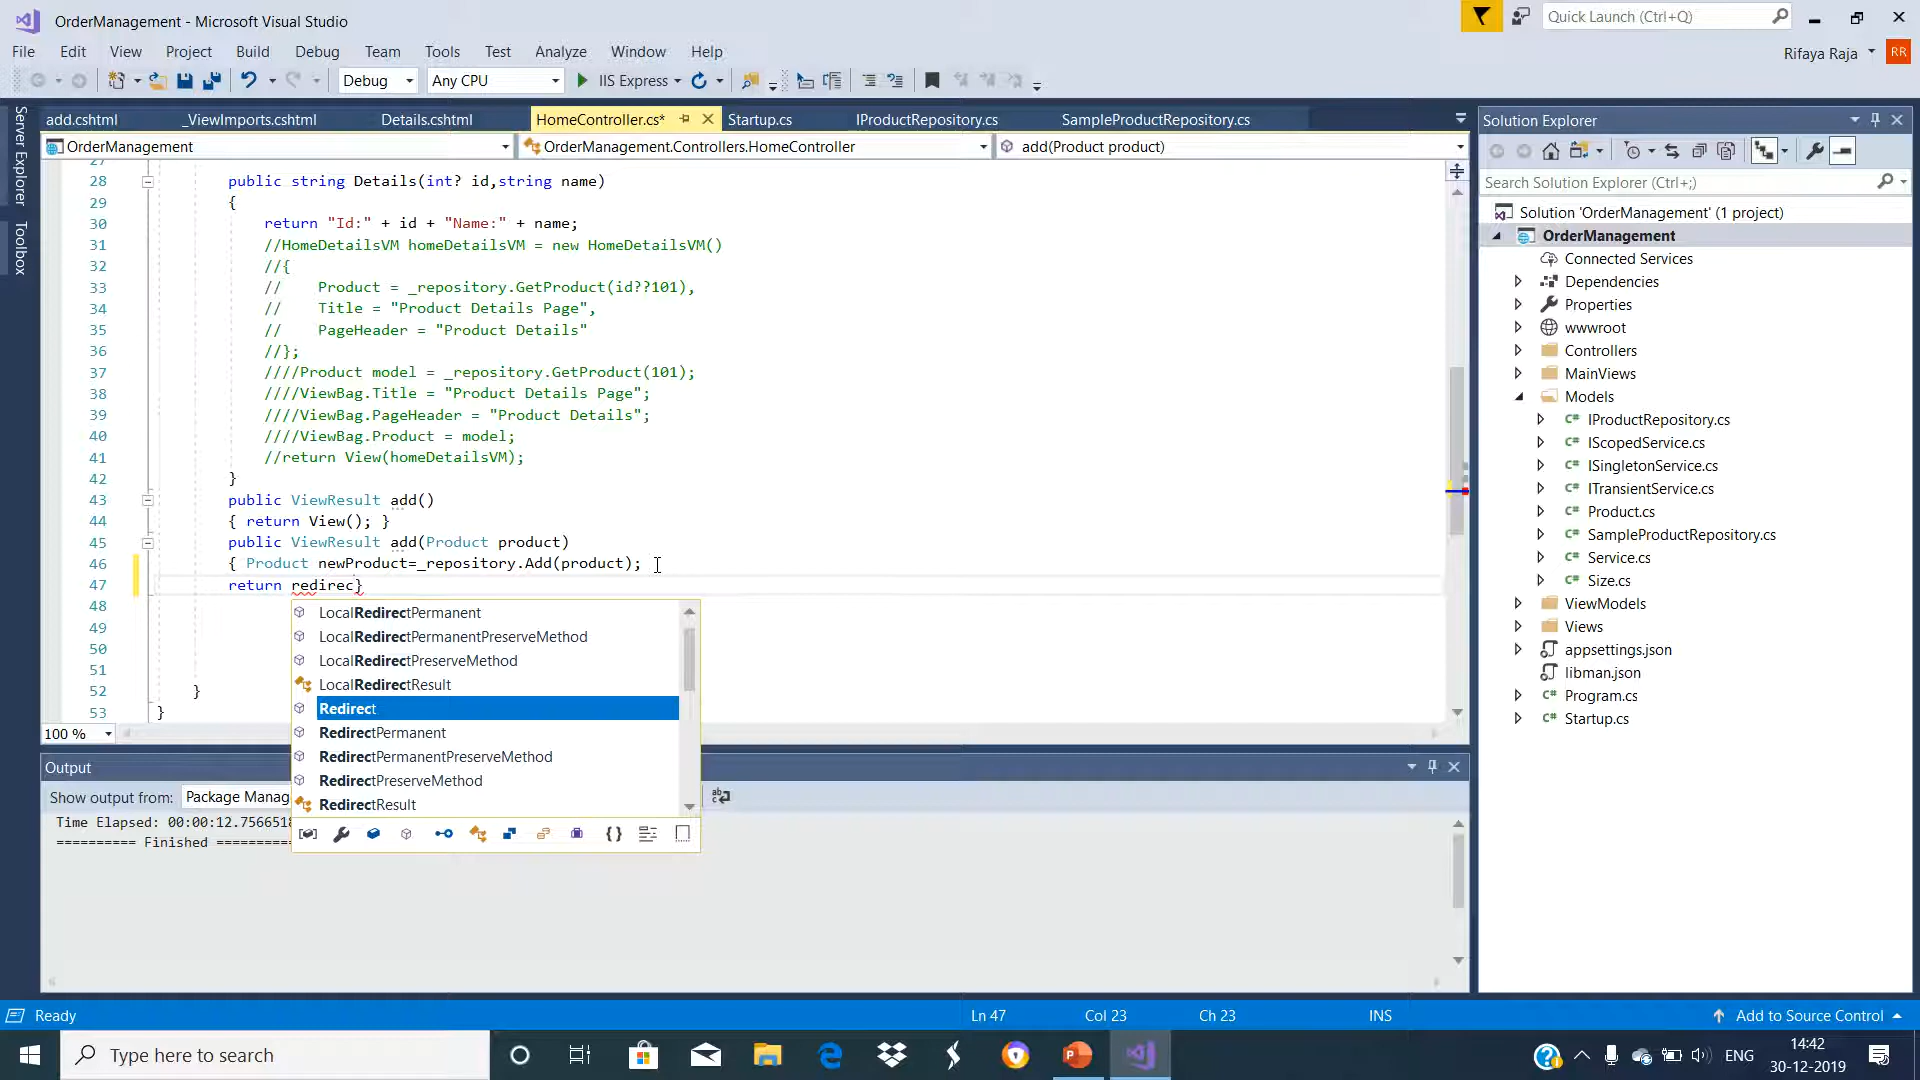 OrderManagement - Microsoft Visual Studio
Quick Launch (Ctrl+Q)
File Edit View Project Build Debug Team Tools Test Analyze Window Help
Rifaya Raja RR
Debug Any CPU IIS Express
Server Explorer
Toolbox
add.cshtml _ViewImports.cshtml Details.cshtml HomeController.cs* Startup.cs IProductRepository.cs SampleProductRepository.cs
OrderManagement OrderManagement.Controllers.HomeController add(Product product)
27
28 public string Details(int? id,string name)
29 {
30 return "Id:" + id + "Name:" + name;
31 //HomeDetailsVM homeDetailsVM = new HomeDetailsVM()
32 //{
33 // Product = _repository.GetProduct(id??101),
34 // Title = "Product Details Page",
35 // PageHeader = "Product Details"
36 //};
37 ////Product model = _repository.GetProduct(101);
38 ////ViewBag.Title = "Product Details Page";
39 ////ViewBag.PageHeader = "Product Details";
40 ////ViewBag.Product = model;
41 //return View(homeDetailsVM);
42 }
43 public ViewResult add()
44 { return View(); }
45 public ViewResult add(Product product)
46 { Product newProduct=_repository.Add(product);
47 return redirec}
48
49
50
51
52 }
53 }
LocalRedirectPermanent
LocalRedirectPermanentPreserveMethod
LocalRedirectPreserveMethod
LocalRedirectResult
Redirect
RedirectPermanent
RedirectPermanentPreserveMethod
RedirectPreserveMethod
RedirectResult
100 %
Output
Show output from: Package Manag
Time Elapsed: 00:00:12.7566518
========== Finished ==========
Solution Explorer
Search Solution Explorer (Ctrl+;)
Solution 'OrderManagement' (1 project)
OrderManagement
Connected Services
Dependencies
Properties
wwwroot
Controllers
MainViews
Models
C# IProductRepository.cs
C# IScopedService.cs
C# ISingletonService.cs
C# ITransientService.cs
C# Product.cs
C# SampleProductRepository.cs
C# Service.cs
C# Size.cs
ViewModels
Views
appsettings.json
libman.json
C# Program.cs
C# Startup.cs
Ready Ln 47 Col 23 Ch 23 INS Add to Source Control
Type here to search
ENG
14:42
30-12-2019